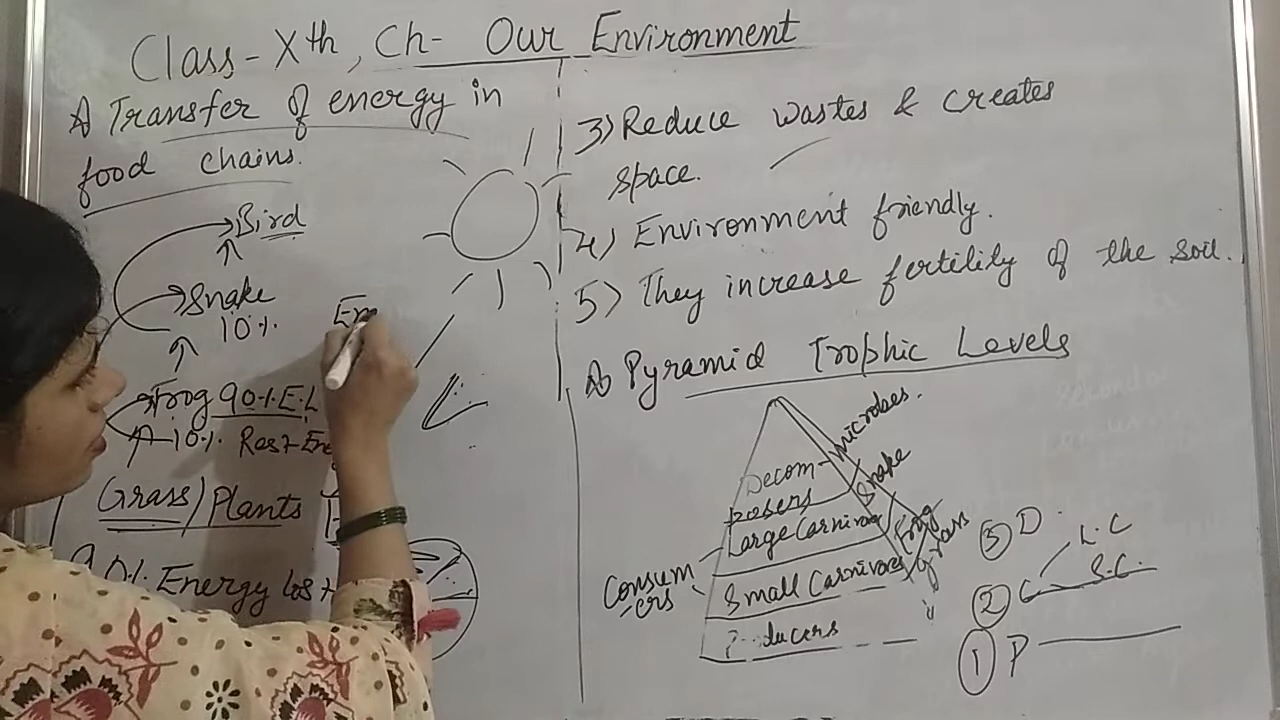 Class-Xth, Ch- Our Environment
Transfer of energy in
food chains.
Bird
Snake
10%.
Frog 90%.E.L
10%. Rest
Grass/Plants
90%. Energy lost
3) Reduce wastes & creates
space.
4) Environment friendly.
5) They increase fertility of the soil.
Pyramid Trophic Levels
Decom-
posers
Large Carnivor
Small Carnivores
Consum
-ers
ducers
microbes.
Snake
Frog
grass
3 D.
2 C
L.C
S.C.
1 P